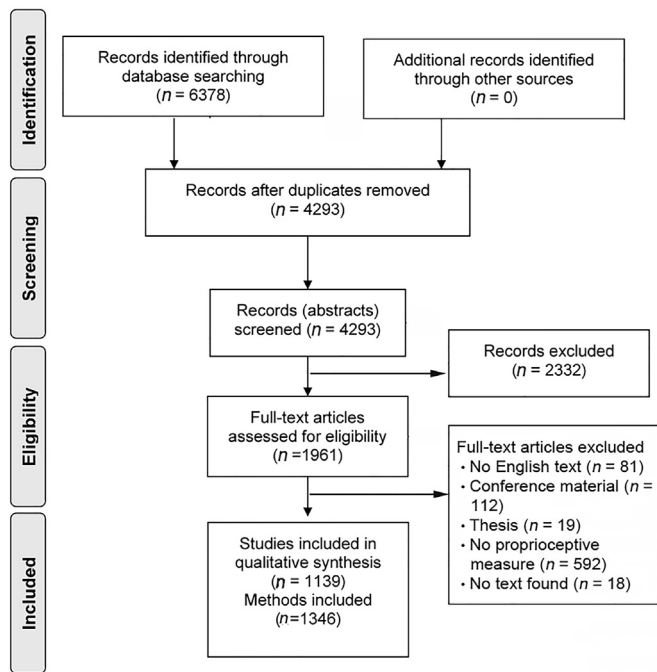 Identification
Records identified through
database searching
(n = 6378)
Additional records identified
through other sources
(n = 0)
Screening
Records after duplicates removed
(n = 4293)
Records (abstracts)
screened (n = 4293)
Records excluded
(n = 2332)
Eligibility
Full-text articles
assessed for eligibility
(n =1961)
Full-text articles excluded
· No English text (n = 81)
· Conference material (n =
112)
· Thesis (n = 19)
· No proprioceptive
measure (n = 592)
· No text found (n = 18)
Included
Studies included in
qualitative synthesis
(n = 1139)
Methods included
(n=1346)